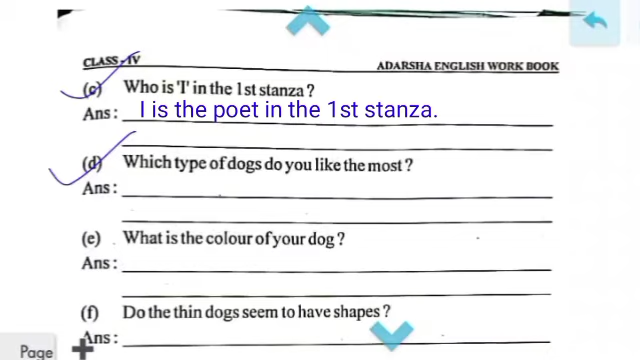 CLASS - IV
ADARSHA ENGLISH WORK BOOK
(c) Who is 'I' in the 1st stanza ?
Ans : I is the poet in the 1st stanza.
(d) Which type of dogs do you like the most ?
Ans :
(e) What is the colour of your dog ?
Ans :
(f) Do the thin dogs seem to have shapes ?
Ans :
Page